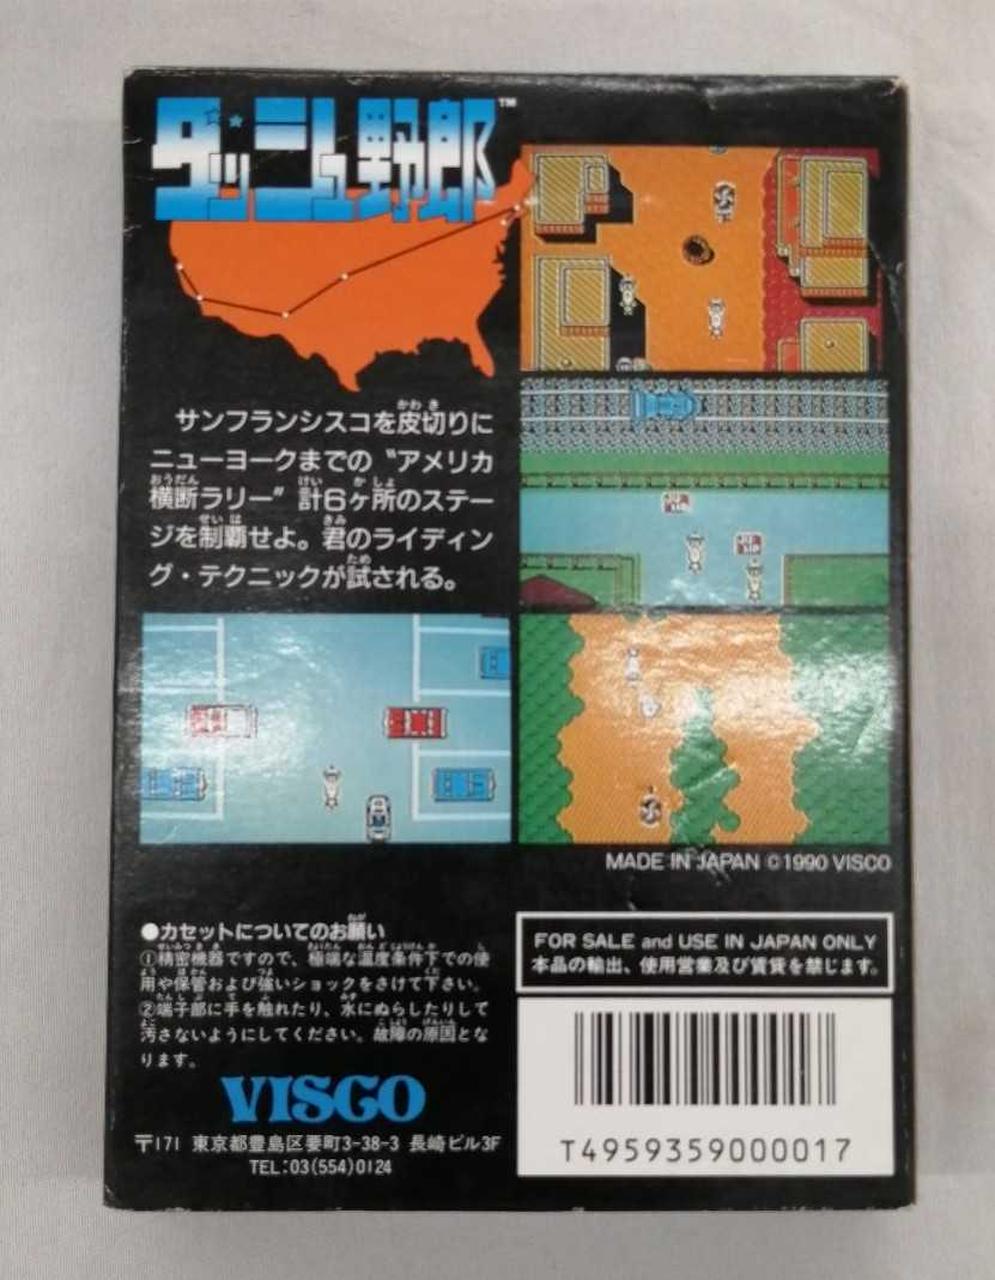 ダッシュ野郎™
サンフランシスコを皮切りに
ニューヨークまでの〝アメリカ
横断ラリー〟計6ヶ所のステー
ジを制覇せよ。君のライディン
グ・テクニックが試される。
MADE IN JAPAN ©1990 VISCO
●カセットについてのお願い
①精密機器ですので、極端な温度条件下での使
用や保管および強いショックをさけて下さい。
②端子部に手を触れたり、水にぬらしたりして
汚さないようにしてください。故障の原因とな
ります。
VISCO
〒171 東京都豊島区要町3-38-3 長崎ビル3F
TEL:03(554)0124
FOR SALE and USE IN JAPAN ONLY
本品の輸出、使用営業及び賃貸を禁じます。
T4959359000017